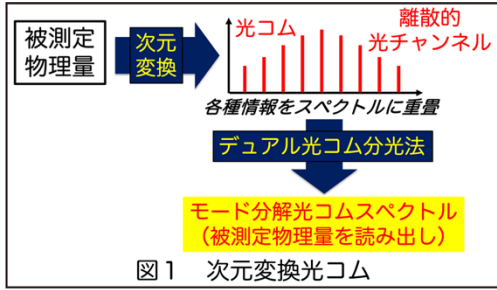 被測定
物理量
次元
変換
光コム
離散的
光チャンネル
各種情報をスペクトルに重畳
デュアル光コム分光法
モード分解光コムスペクトル
（被測定物理量を読み出し）
図1　次元変換光コム